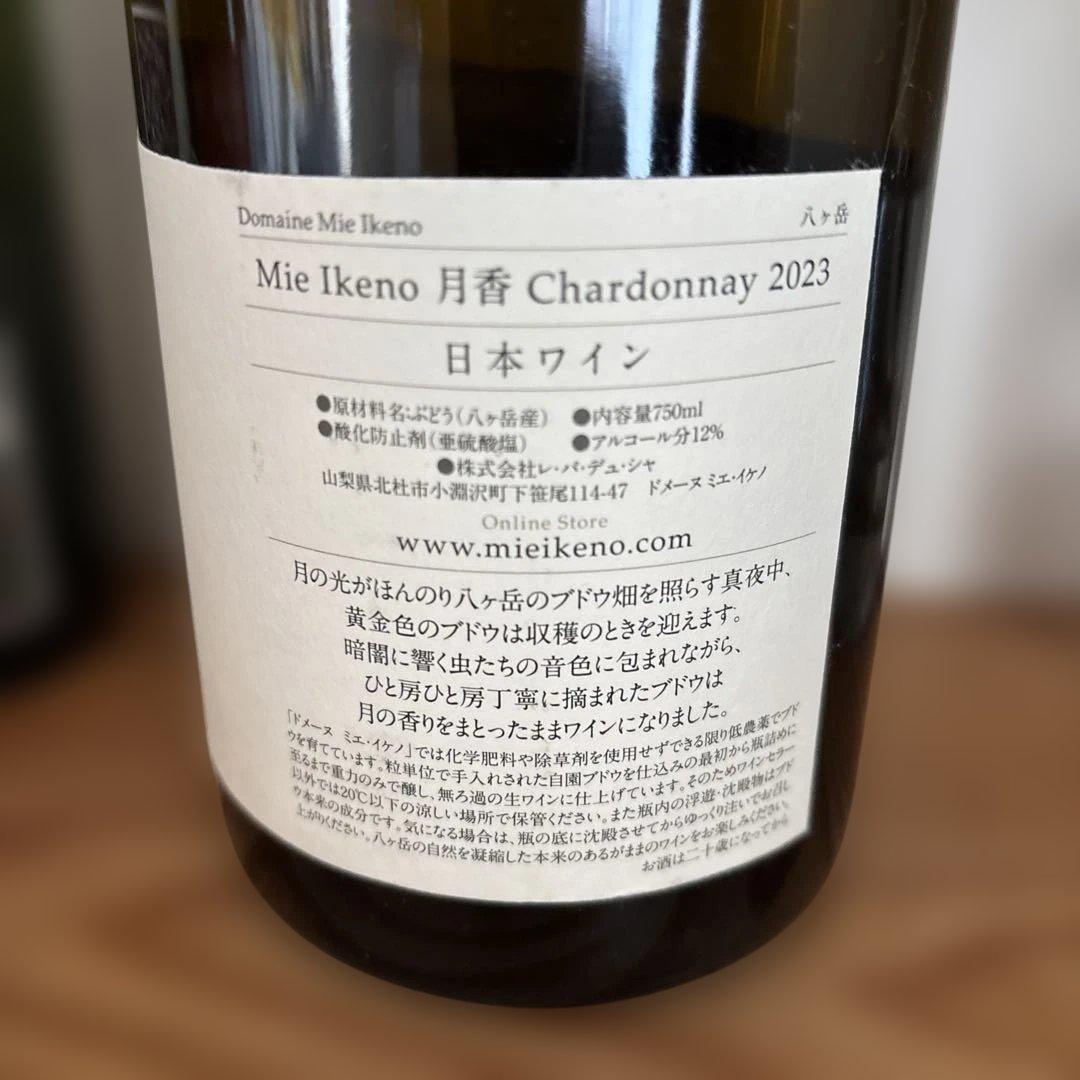 Domaine Mie Ikeno 八ヶ岳
Mie Ikeno 月香 Chardonnay 2023
日本ワイン
●原材料名:ぶどう(八ヶ岳産) ●内容量750ml
●酸化防止剤(亜硫酸塩) ●アルコール分12%
●株式会社レ・パ・デュ・シャ
山梨県北杜市小淵沢町下笹尾114-47 ドメーヌ ミエ・イケノ
Online Store
www.mieikeno.com
月の光がほんのり八ヶ岳のブドウ畑を照らす真夜中、
黄金色のブドウは収穫のときを迎えます。
暗闇に響く虫たちの音色に包まれながら、
ひと房ひと房丁寧に摘まれたブドウは
月の香りをまとったままワインになりました。
「ドメーヌ ミエ・イケノ」では化学肥料や除草剤を使用せずできる限り低農薬でブド
ウを育てています。粒単位で手入れされた自園ブドウを仕込みの最初から瓶詰めに
至るまで重力のみで醸し、無ろ過の生ワインに仕上げています。そのためワインセラー
以外では20℃以下の涼しい場所で保管ください。また瓶内の浮遊・沈殿物はブド
ウ本来の成分です。気になる場合は、瓶の底に沈殿させてからゆっくり注いでお召し
上がりください。八ヶ岳の自然を凝縮した本来のあるがままのワインをお楽しみください。
お酒は二十歳になってから